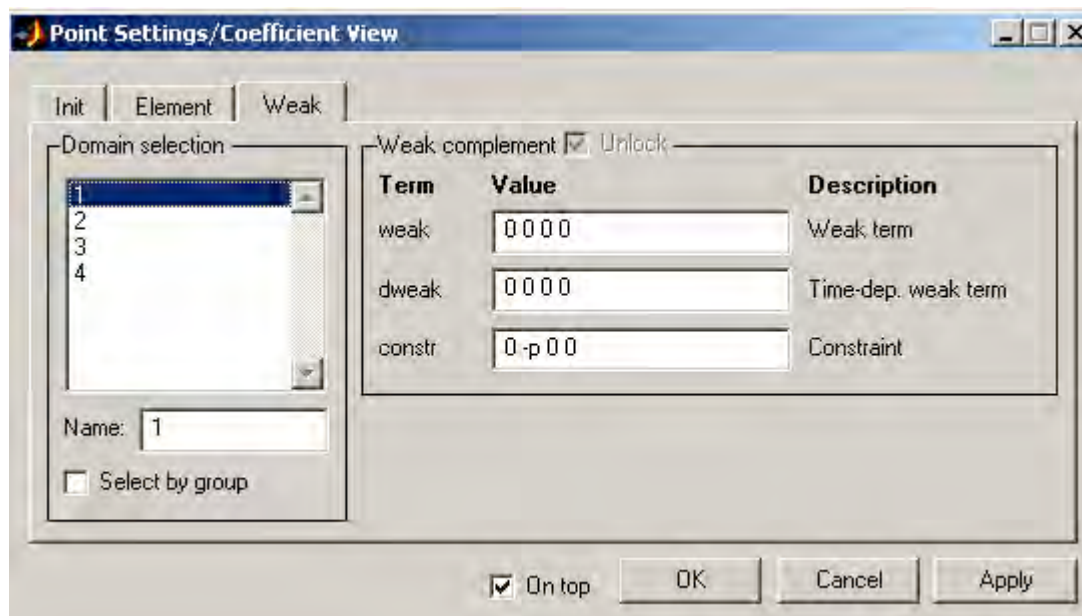 Point Settings/Coefficient View
Init Element Weak
Domain selection
1
2
3
4
Name: 1
Select by group
Weak complement Unlock
Term Value Description
weak 0 0 0 0 Weak term
dweak 0 0 0 0 Time-dep. weak term
constr 0 -p 0 0 Constraint
On top OK Cancel Apply